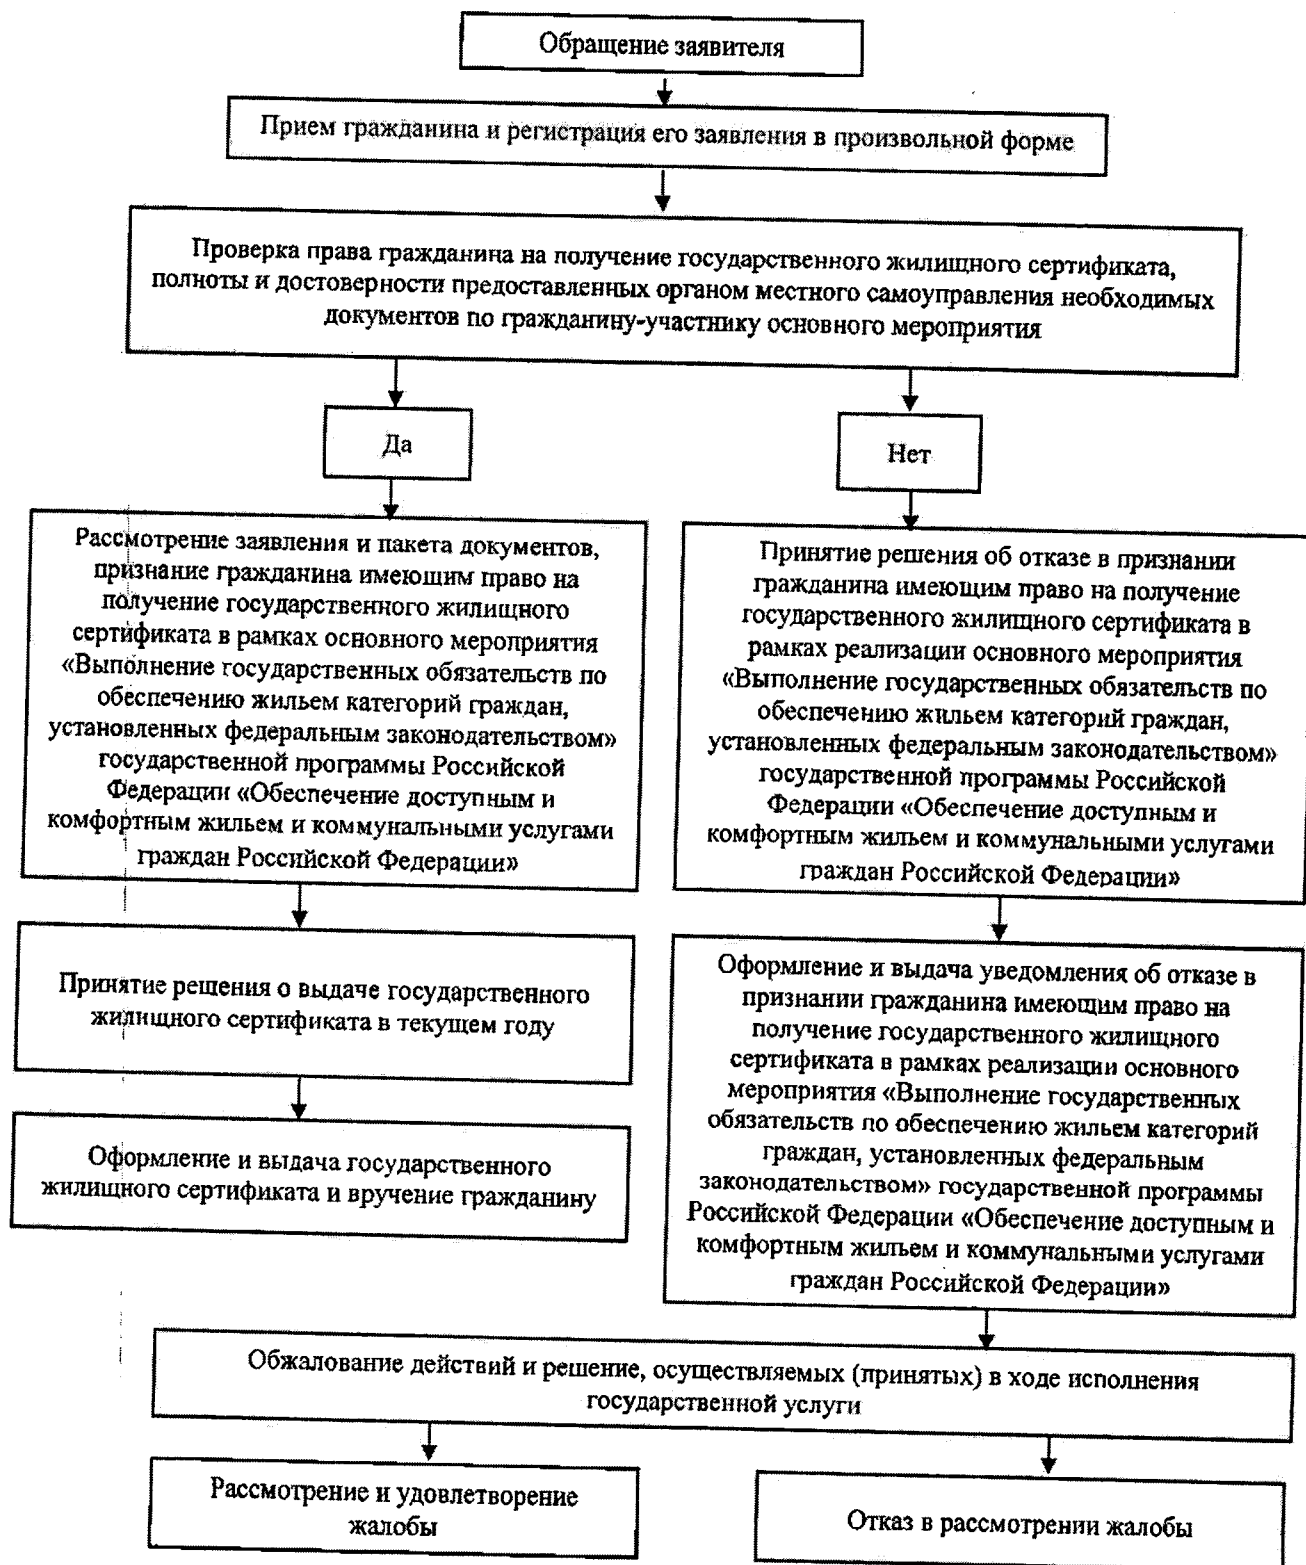 Обращение заявителя
Прием гражданина и регистрация его заявления в произвольной форме
Проверка права гражданина на получение государственного жилищного сертификата,
полноты и достоверности предоставленных органом местного самоуправления необходимых
документов по гражданину-участнику основного мероприятия
Да
Нет
Рассмотрение заявления и пакета документов,
признание гражданина имеющим право на
получение государственного жилищного
сертификата в рамках основного мероприятия
«Выполнение государственных обязательств по
обеспечению жильем категорий граждан,
установленных федеральным законодательством»
государственной программы Российской
Федерации «Обеспечение доступным и
комфортным жильем и коммунальными услугами
граждан Российской Федерации»
Принятие решения об отказе в признании
гражданина имеющим право на получение
государственного жилищного сертификата в
рамках реализации основного мероприятия
«Выполнение государственных обязательств по
обеспечению жильем категорий граждан,
установленных федеральным законодательством»
государственной программы Российской
Федерации «Обеспечение доступным и
комфортным жильем и коммунальными услугами
граждан Российской Федерации»
Принятие решения о выдаче государственного
жилищного сертификата в текущем году
Оформление и выдача государственного
жилищного сертификата и вручение гражданину
Оформление и выдача уведомления об отказе в
признании гражданина имеющим право на
получение государственного жилищного
сертификата в рамках реализации основного
мероприятия «Выполнение государственных
обязательств по обеспечению жильем категорий
граждан, установленных федеральным
законодательством» государственной программы
Российской Федерации «Обеспечение доступным и
комфортным жильем и коммунальными услугами
граждан Российской Федерации»
Обжалование действий и решение, осуществляемых (принятых) в ходе исполнения
государственной услуги
Рассмотрение и удовлетворение
жалобы
Отказ в рассмотрении жалобы